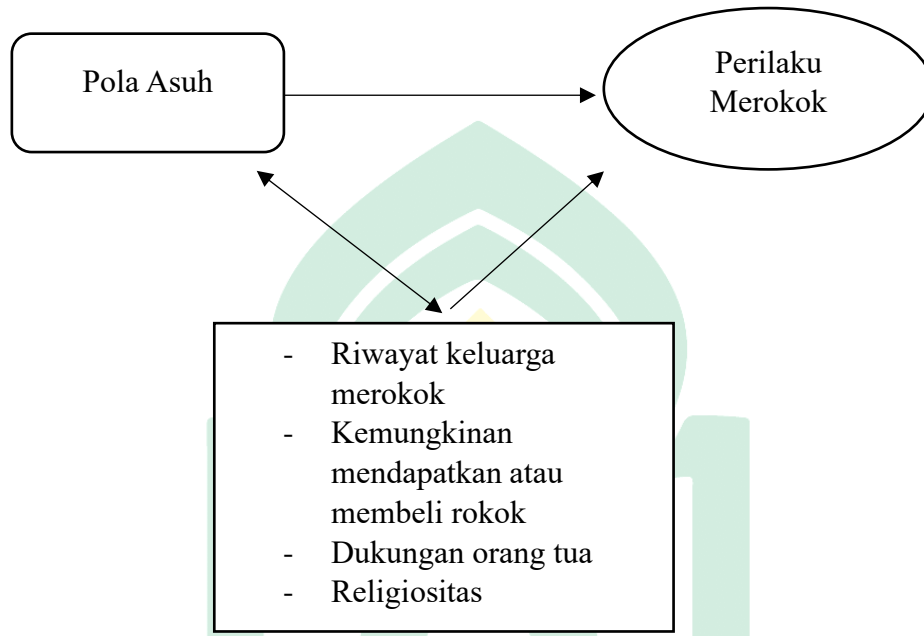 Pola Asuh
Perilaku
Merokok
- Riwayat keluarga
merokok
- Kemungkinan
mendapatkan atau
membeli rokok
- Dukungan orang tua
- Religiositas